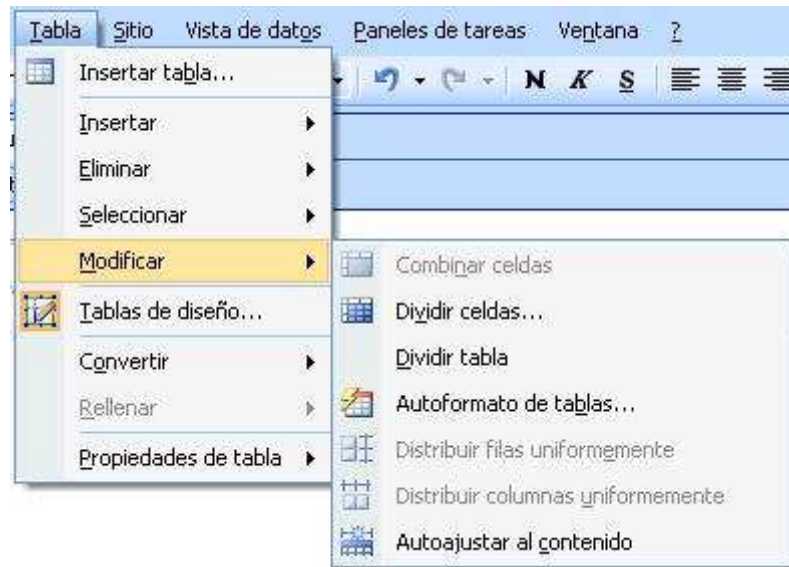 Tabla Sitio Vista de datos Paneles de tareas Ventana ?
Insertar tabla...
N K S
Insertar
Eliminar
Seleccionar
Modificar
Combinar celdas
Tablas de diseño...
Dividir celdas...
Convertir
Dividir tabla
Rellenar
Autoformato de tablas...
Propiedades de tabla
Distribuir filas uniformemente
Distribuir columnas uniformemente
Autoajustar al contenido